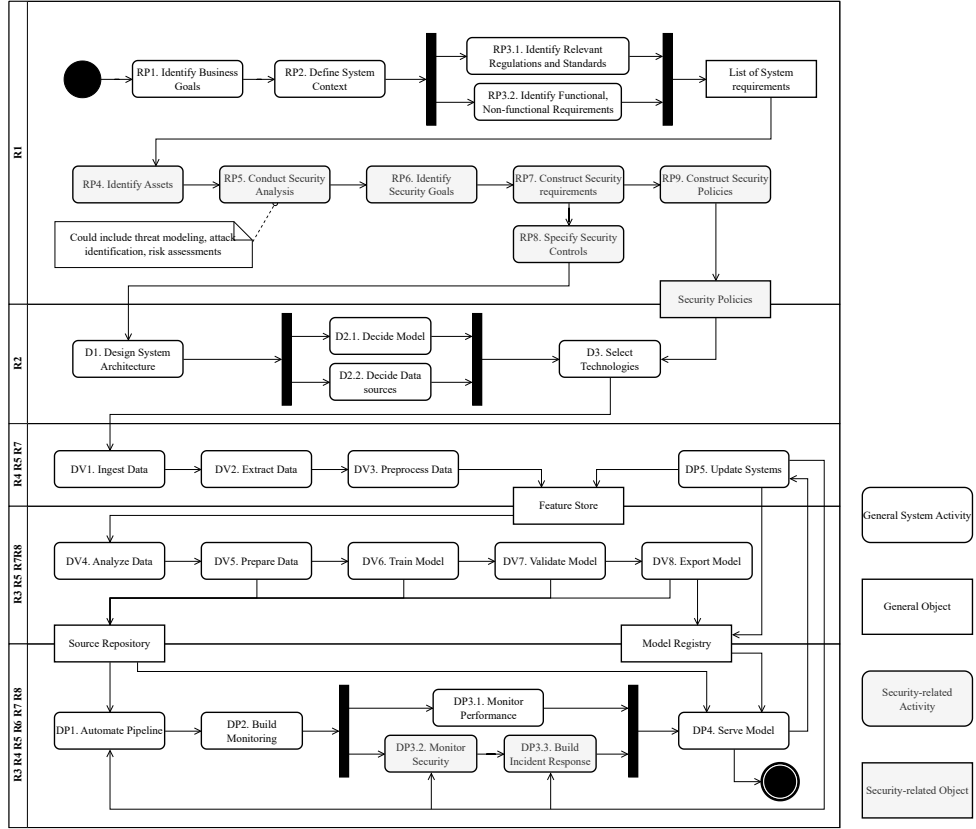 R1
RP1. Identify Business
Goals
RP2. Define System
Context
RP3.1. Identify Relevant
Regulations and Standards
RP3.2. Identify Functional,
Non-functional Requirements
List of System
requirements
RP4. Identify Assets
RP5. Conduct Security
Analysis
RP6. Identify
Security Goals
RP7. Construct Security
requirements
RP9. Construct Security
Policies
Could include threat modeling, attack
identification, risk assessments
RP8. Specify Security
Controls
Security Policies
R2
D1. Design System
Architecture
D2.1. Decide Model
D2.2. Decide Data
sources
D3. Select
Technologies
R4 R5 R7
DV1. Ingest Data
DV2. Extract Data
DV3. Preprocess Data
DP5. Update Systems
Feature Store
R3 R5 R7R8
DV4. Analyze Data
DV5. Prepare Data
DV6. Train Model
DV7. Validate Model
DV8. Export Model
Source Repository
Model Registry
R3 R4 R5 R6 R7 R8
DP1. Automate Pipeline
DP2. Build
Monitoring
DP3.1. Monitor
Performance
DP3.2. Monitor
Security
DP3.3. Build
Incident Response
DP4. Serve Model
General System Activity
General Object
Security-related
Activity
Security-related Object